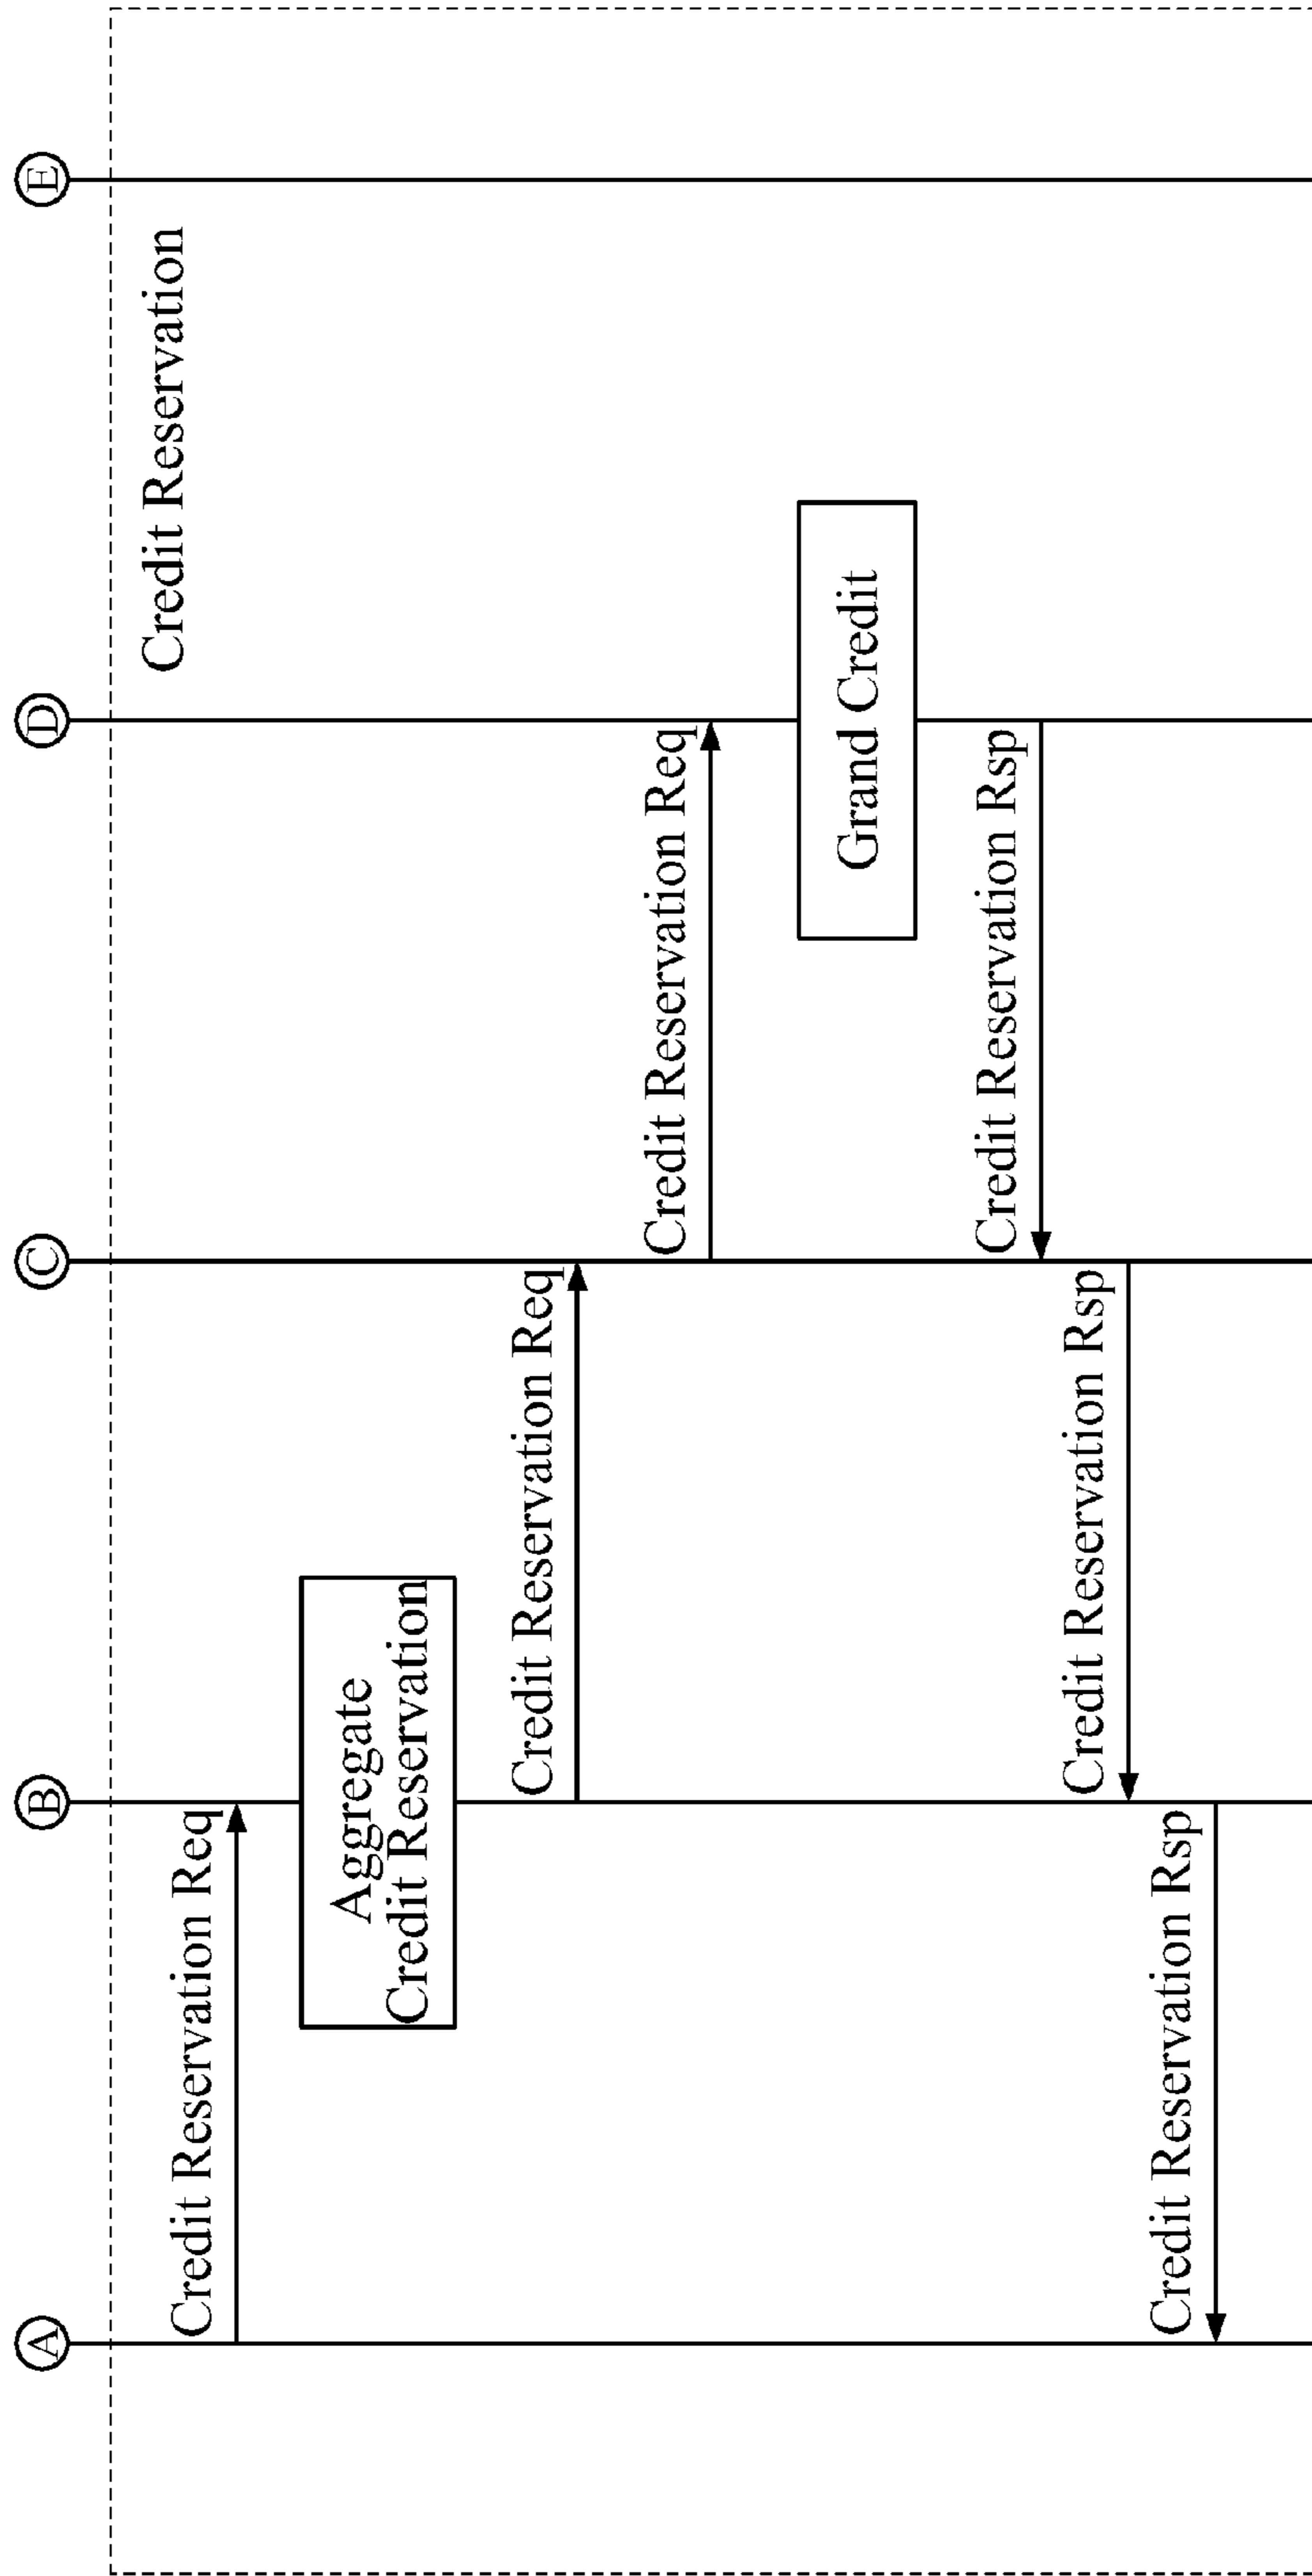 A
B
C
D
E
Credit Reservation
Credit Reservation Req
Aggregate
Credit Reservation
Credit Reservation Req
Credit Reservation Req
Grand Credit
Credit Reservation Rsp
Credit Reservation Rsp
Credit Reservation Rsp